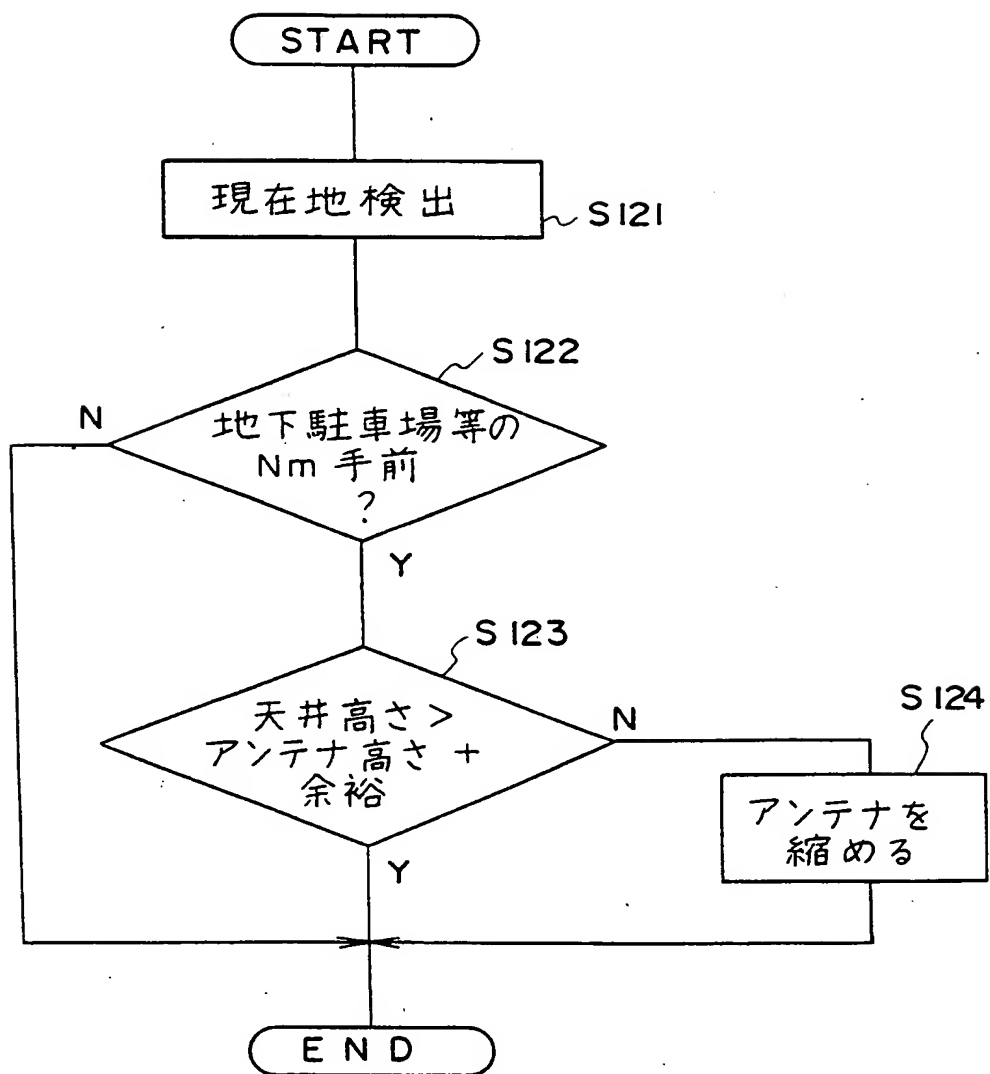 START
現在地検出
S121
S122
N
地下駐車場等の
Nm手前
?
Y
S123
天井高さ>
アンテナ高さ+
余裕
N
S124
アンテナを
縮める
Y
END